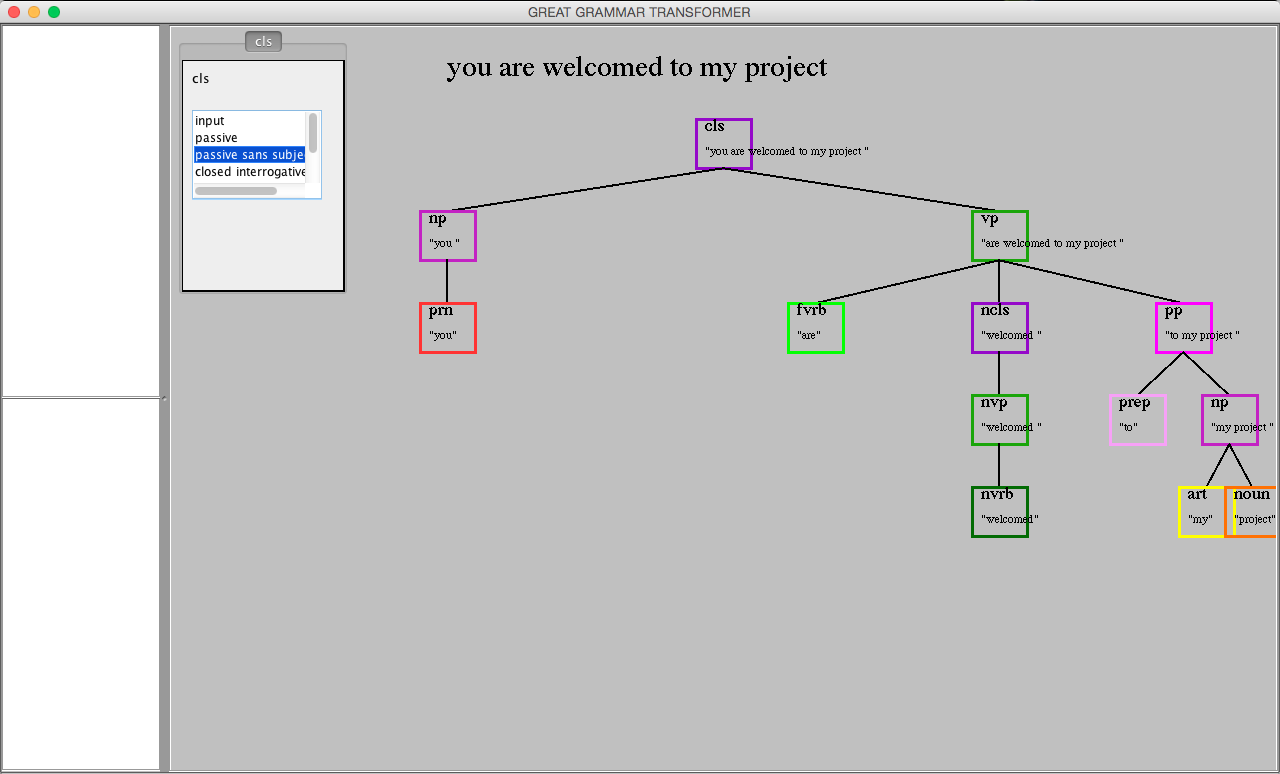 GREAT GRAMMAR TRANSFORMER
cls
cls
input
passive
passive sans subje
closed interrogative
you are welcomed to my project
cls
"you are welcomed to my project "
np
"you "
vp
"are welcomed to my project "
prn
"you"
fvrb
"are"
ncls
"welcomed "
pp
"to my project "
nvp
"welcomed "
prep
"to"
np
"my project "
nvrb
"welcomed"
art
"my"
noun
"project"